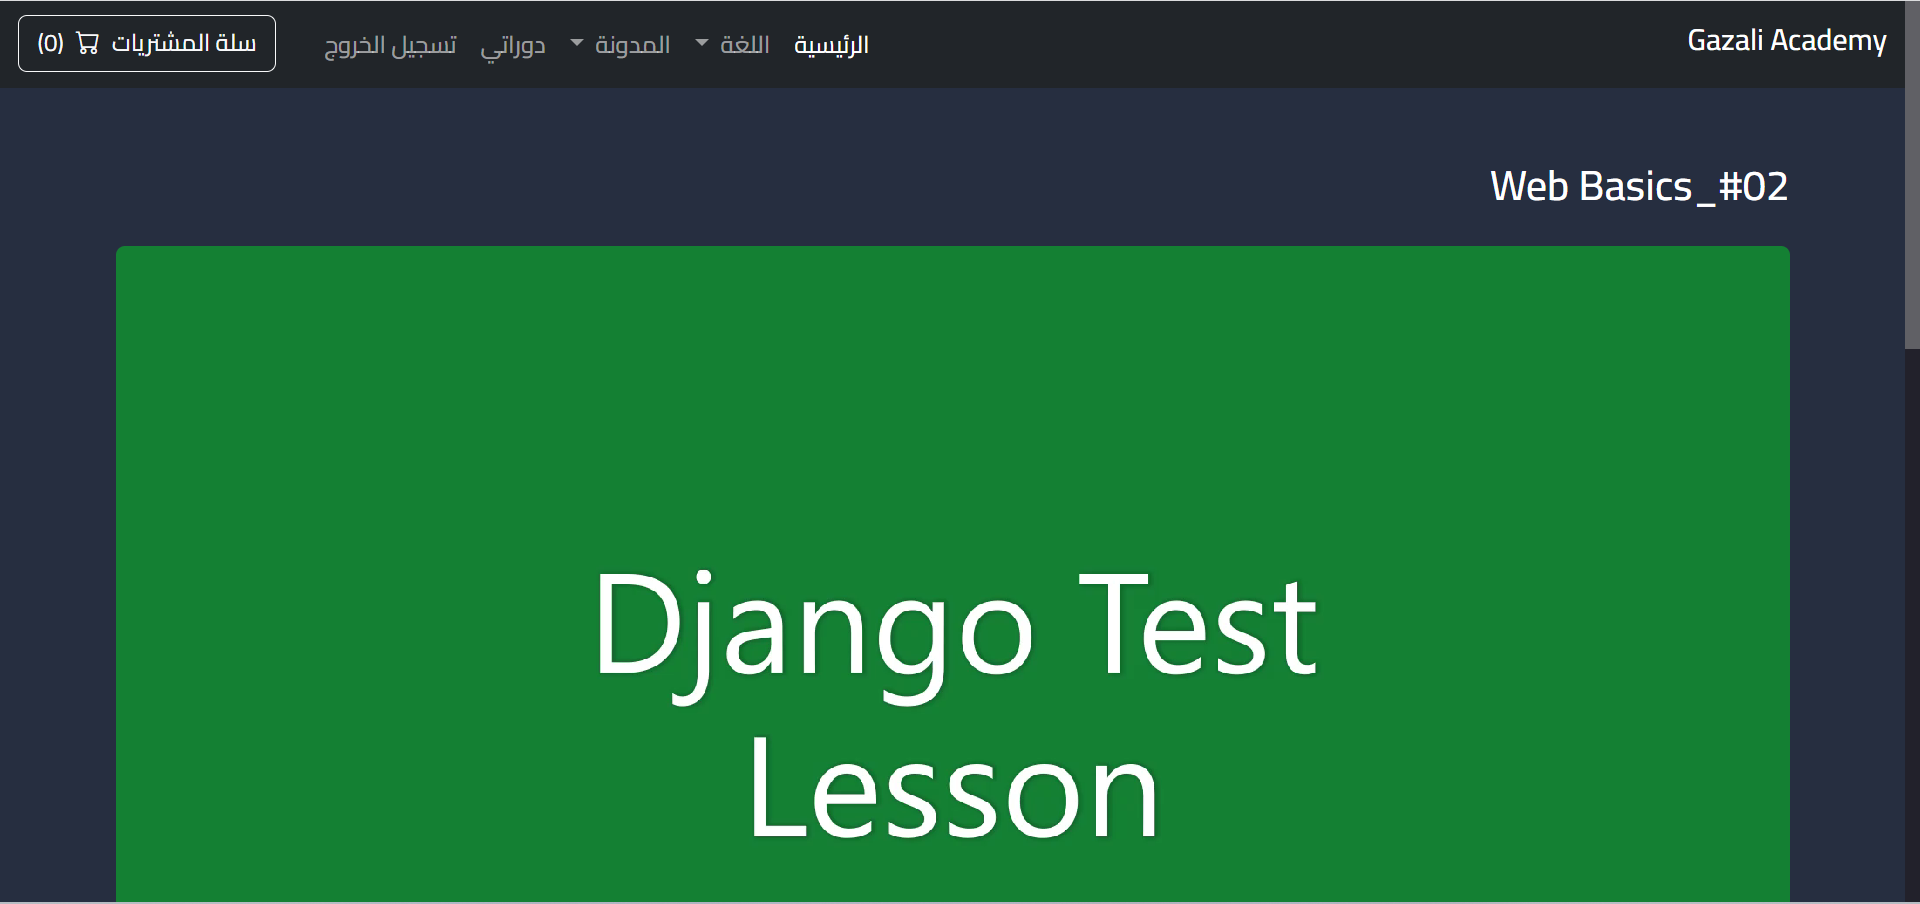 Gazali Academy
الرئيسية
اللغة
المدونة
دوراتي
تسجيل الخروج
سلة المشتريات (0)
Web Basics_#02
Django Test
Lesson